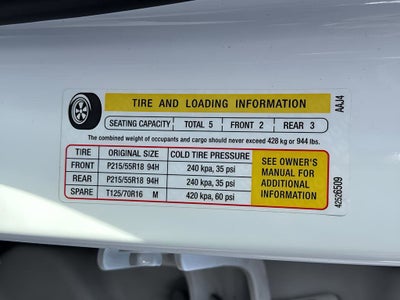 TIRE AND LOADING INFORMATION
SEATING CAPACITY TOTAL 5 FRONT 2 REAR 3
The combined weight of occupants and cargo should never exceed 428 kg or 944 lbs.
TIRE ORIGINAL SIZE COLD TIRE PRESSURE
FRONT P215/55R18 94H 240 kpa, 35 psi
REAR P215/55R18 94H 240 kpa, 35 psi
SPARE T125/70R16 M 420 kpa, 60 psi
SEE OWNER'S
MANUAL FOR
ADDITIONAL
INFORMATION
AAJ4
42526509